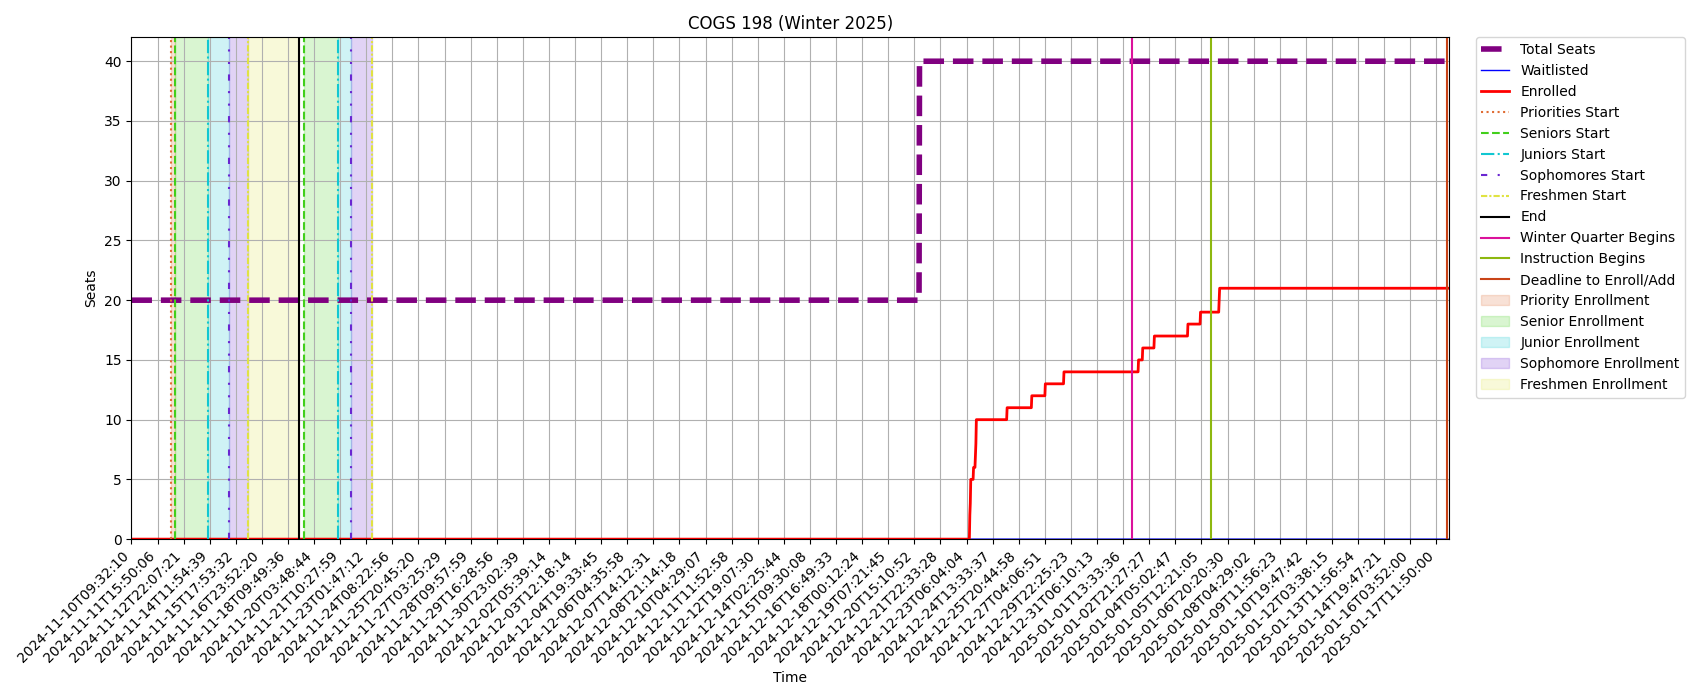 COGS 198 (Winter 2025)
Seats
40
35
30
25
20
15
10
5
0
2024-11-10T09:32:10
2024-11-11T15:50:06
2024-11-12T22:07:21
2024-11-14T11:54:39
2024-11-15T17:53:32
2024-11-16T23:52:20
2024-11-18T09:49:36
2024-11-20T03:48:44
2024-11-21T10:27:59
2024-11-23T01:47:12
2024-11-24T08:22:56
2024-11-25T20:45:20
2024-11-28T03:25:29
2024-11-28T09:57:59
2024-11-29T16:28:56
2024-11-30T23:02:39
2024-12-02T05:39:14
2024-12-03T12:18:14
2024-12-04T19:33:45
2024-12-06T04:35:58
2024-12-07T14:12:31
2024-12-08T21:14:18
2024-12-10T04:29:07
2024-12-11T11:52:58
2024-12-12T19:07:30
2024-12-14T02:25:44
2024-12-15T09:30:08
2024-12-16T16:49:33
2024-12-18T00:12:24
2024-12-19T07:21:45
2024-12-20T15:10:52
2024-12-21T22:33:28
2024-12-23T06:04:04
2024-12-24T13:33:37
2024-12-25T20:44:58
2024-12-27T04:06:51
2024-12-29T22:25:23
2024-12-31T06:10:13
2025-01-01T13:33:36
2025-01-02T21:27:27
2025-01-04T05:02:47
2025-01-05T12:21:05
2025-01-06T20:20:30
2025-01-08T04:29:02
2025-01-09T11:56:23
2025-01-10T19:47:42
2025-01-12T03:38:15
2025-01-13T11:56:54
2025-01-14T19:47:21
2025-01-16T03:52:00
2025-01-17T11:50:00
Time
Total Seats
Waitlisted
Enrolled
Priorities Start
Seniors Start
Juniors Start
Sophomores Start
Freshmen Start
End
Winter Quarter Begins
Instruction Begins
Deadline to Enroll/Add
Priority Enrollment
Senior Enrollment
Junior Enrollment
Sophomore Enrollment
Freshmen Enrollment